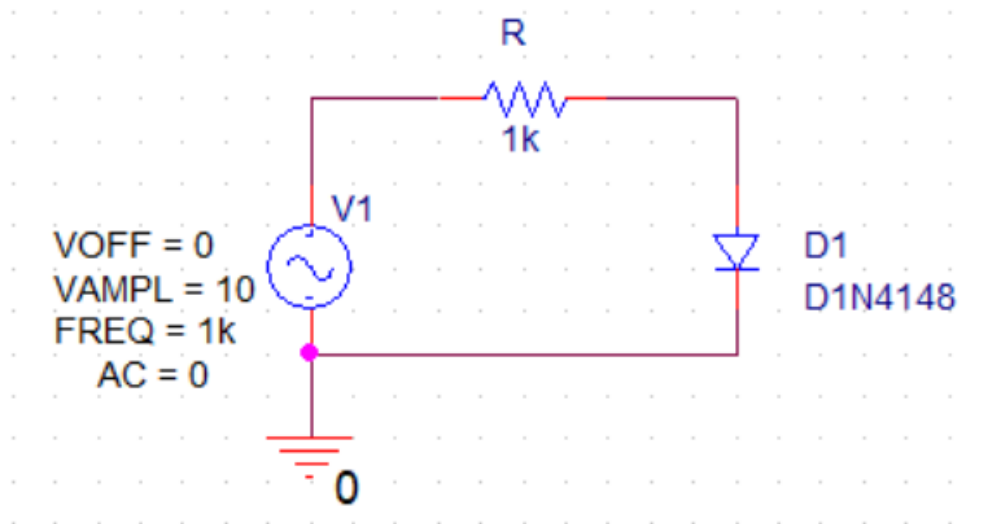 R
1k
V1
VOFF = 0
VAMPL = 10
FREQ = 1k
AC = 0
D1
D1N4148
0